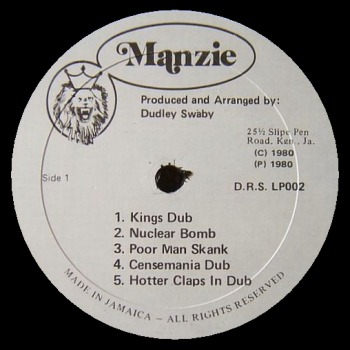 Manzie
Produced and Arranged by:
Dudley Swaby
25½ Slipe Pen
Road, Kgn., Ja.
(C) 1980
(P) 1980
Side 1
D.R.S. LP002
1. Kings Dub
2. Nuclear Bomb
3. Poor Man Skank
4. Censemania Dub
5. Hotter Claps In Dub
MADE IN JAMAICA – ALL RIGHTS RESERVED